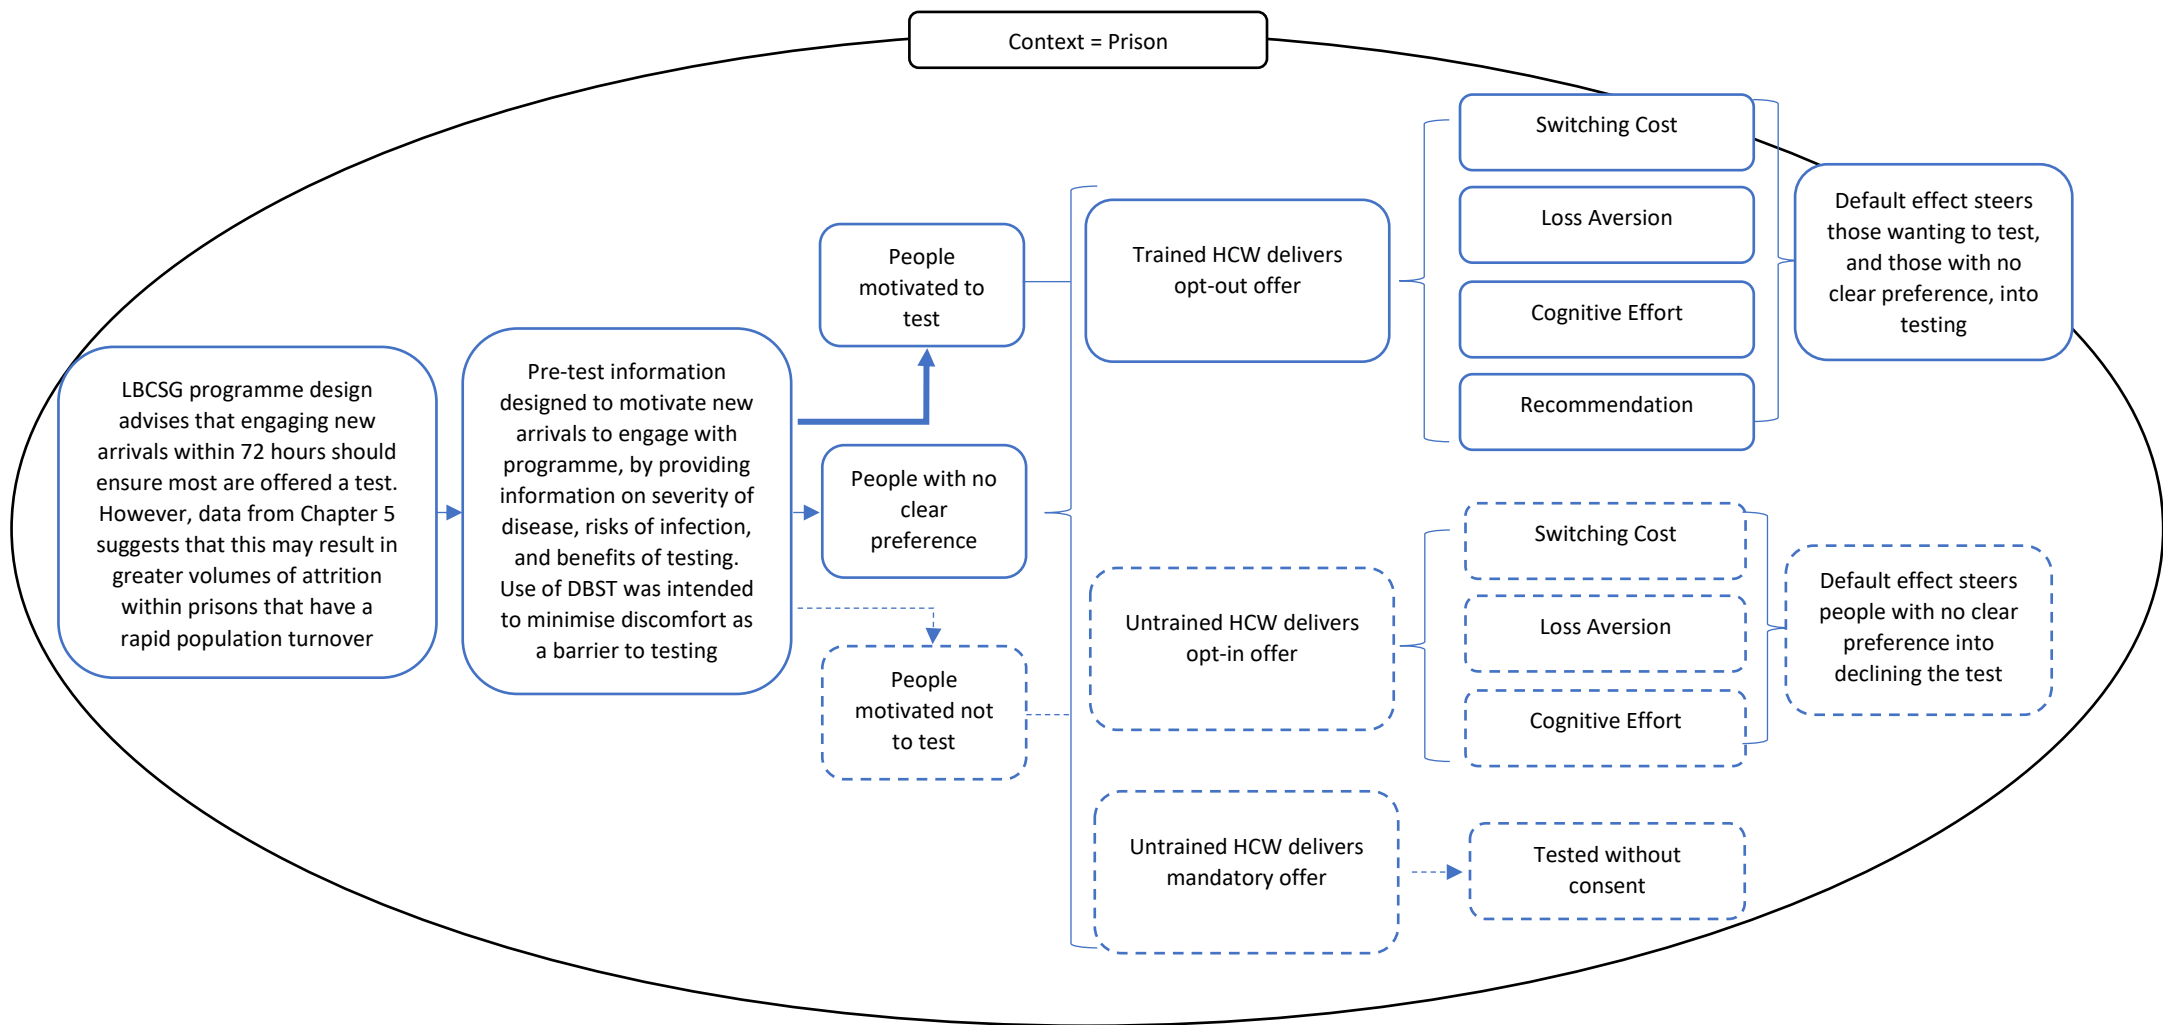 Context = Prison
LBCSG programme design
advises that engaging new
arrivals within 72 hours should
ensure most are offered a test.
However, data from Chapter 5
suggests that this may result in
greater volumes of attrition
within prisons that have a
rapid population turnover
Pre-test information
designed to motivate new
arrivals to engage with
programme, by providing
information on severity of
disease, risks of infection,
and benefits of testing.
Use of DBST was intended
to minimise discomfort as
a barrier to testing
People
motivated to
test
People with no
clear
preference
People
motivated not
to test
Trained HCW delivers
opt-out offer
Switching Cost
Loss Aversion
Cognitive Effort
Recommendation
Default effect steers
those wanting to test,
and those with no
clear preference, into
testing
Untrained HCW delivers
opt-in offer
Switching Cost
Loss Aversion
Cognitive Effort
Default effect steers
people with no clear
preference into
declining the test
Untrained HCW delivers
mandatory offer
Tested without
consent